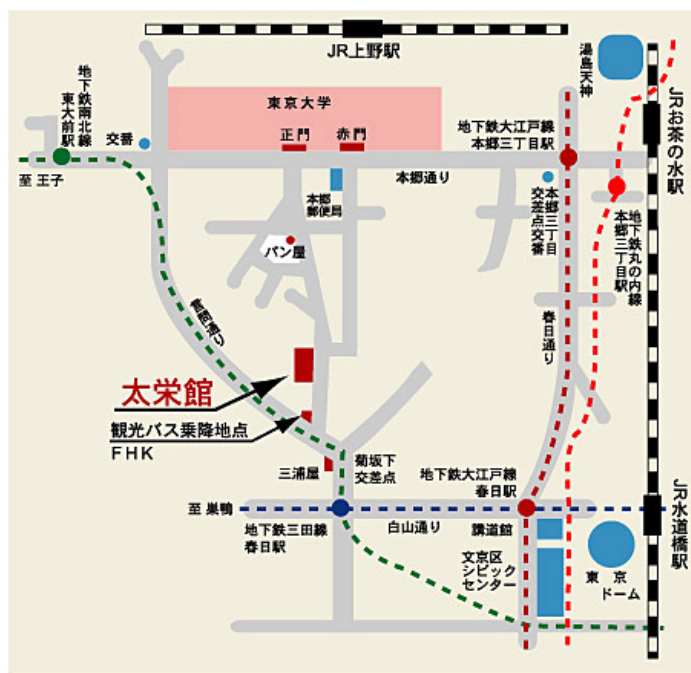 JR上野駅
湯島天神
JRお茶の水駅
東京大学
正門
赤門
地下鉄大江戸線
本郷三丁目駅
地下鉄南北線
東大前駅
交番
至 王子
本郷通り
本郷
郵便局
本郷三丁目
交差点交番
地下鉄丸の内線
本郷三丁目駅
パン屋
言問通り
春日通り
太栄館
観光バス乗降地点
FHK
三浦屋
菊坂下
交差点
地下鉄大江戸線
春日駅
JR水道橋駅
至 巣鴨
地下鉄三田線
春日駅
白山通り
講道館
文京区
シビック
センター
東 京
ドーム